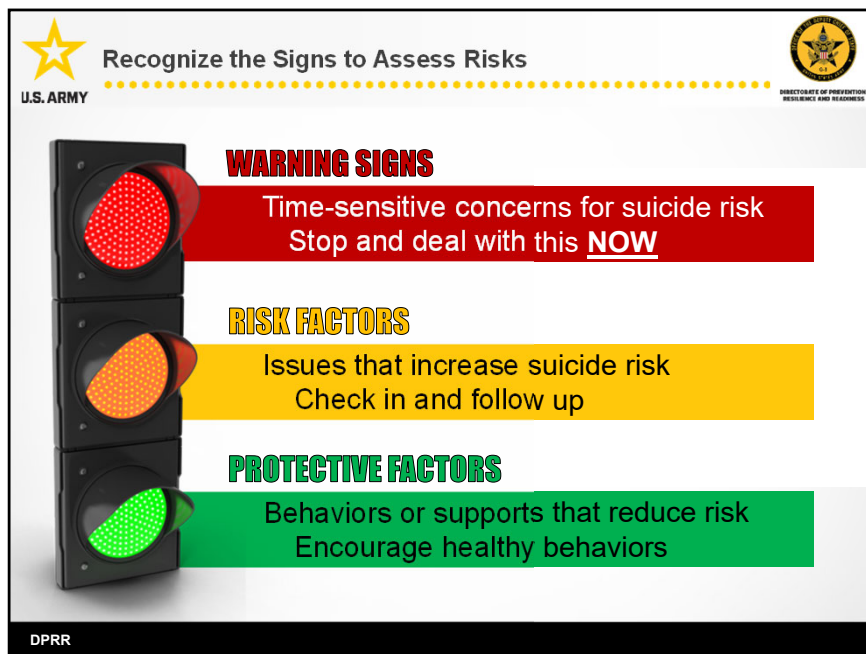 Recognize the Signs to Assess Risks
U.S. ARMY
DIRECTORATE OF PREVENTION
RESILIENCE AND READINESS
WARNING SIGNS
Time-sensitive concerns for suicide risk
Stop and deal with this NOW
RISK FACTORS
Issues that increase suicide risk
Check in and follow up
PROTECTIVE FACTORS
Behaviors or supports that reduce risk
Encourage healthy behaviors
DPRR